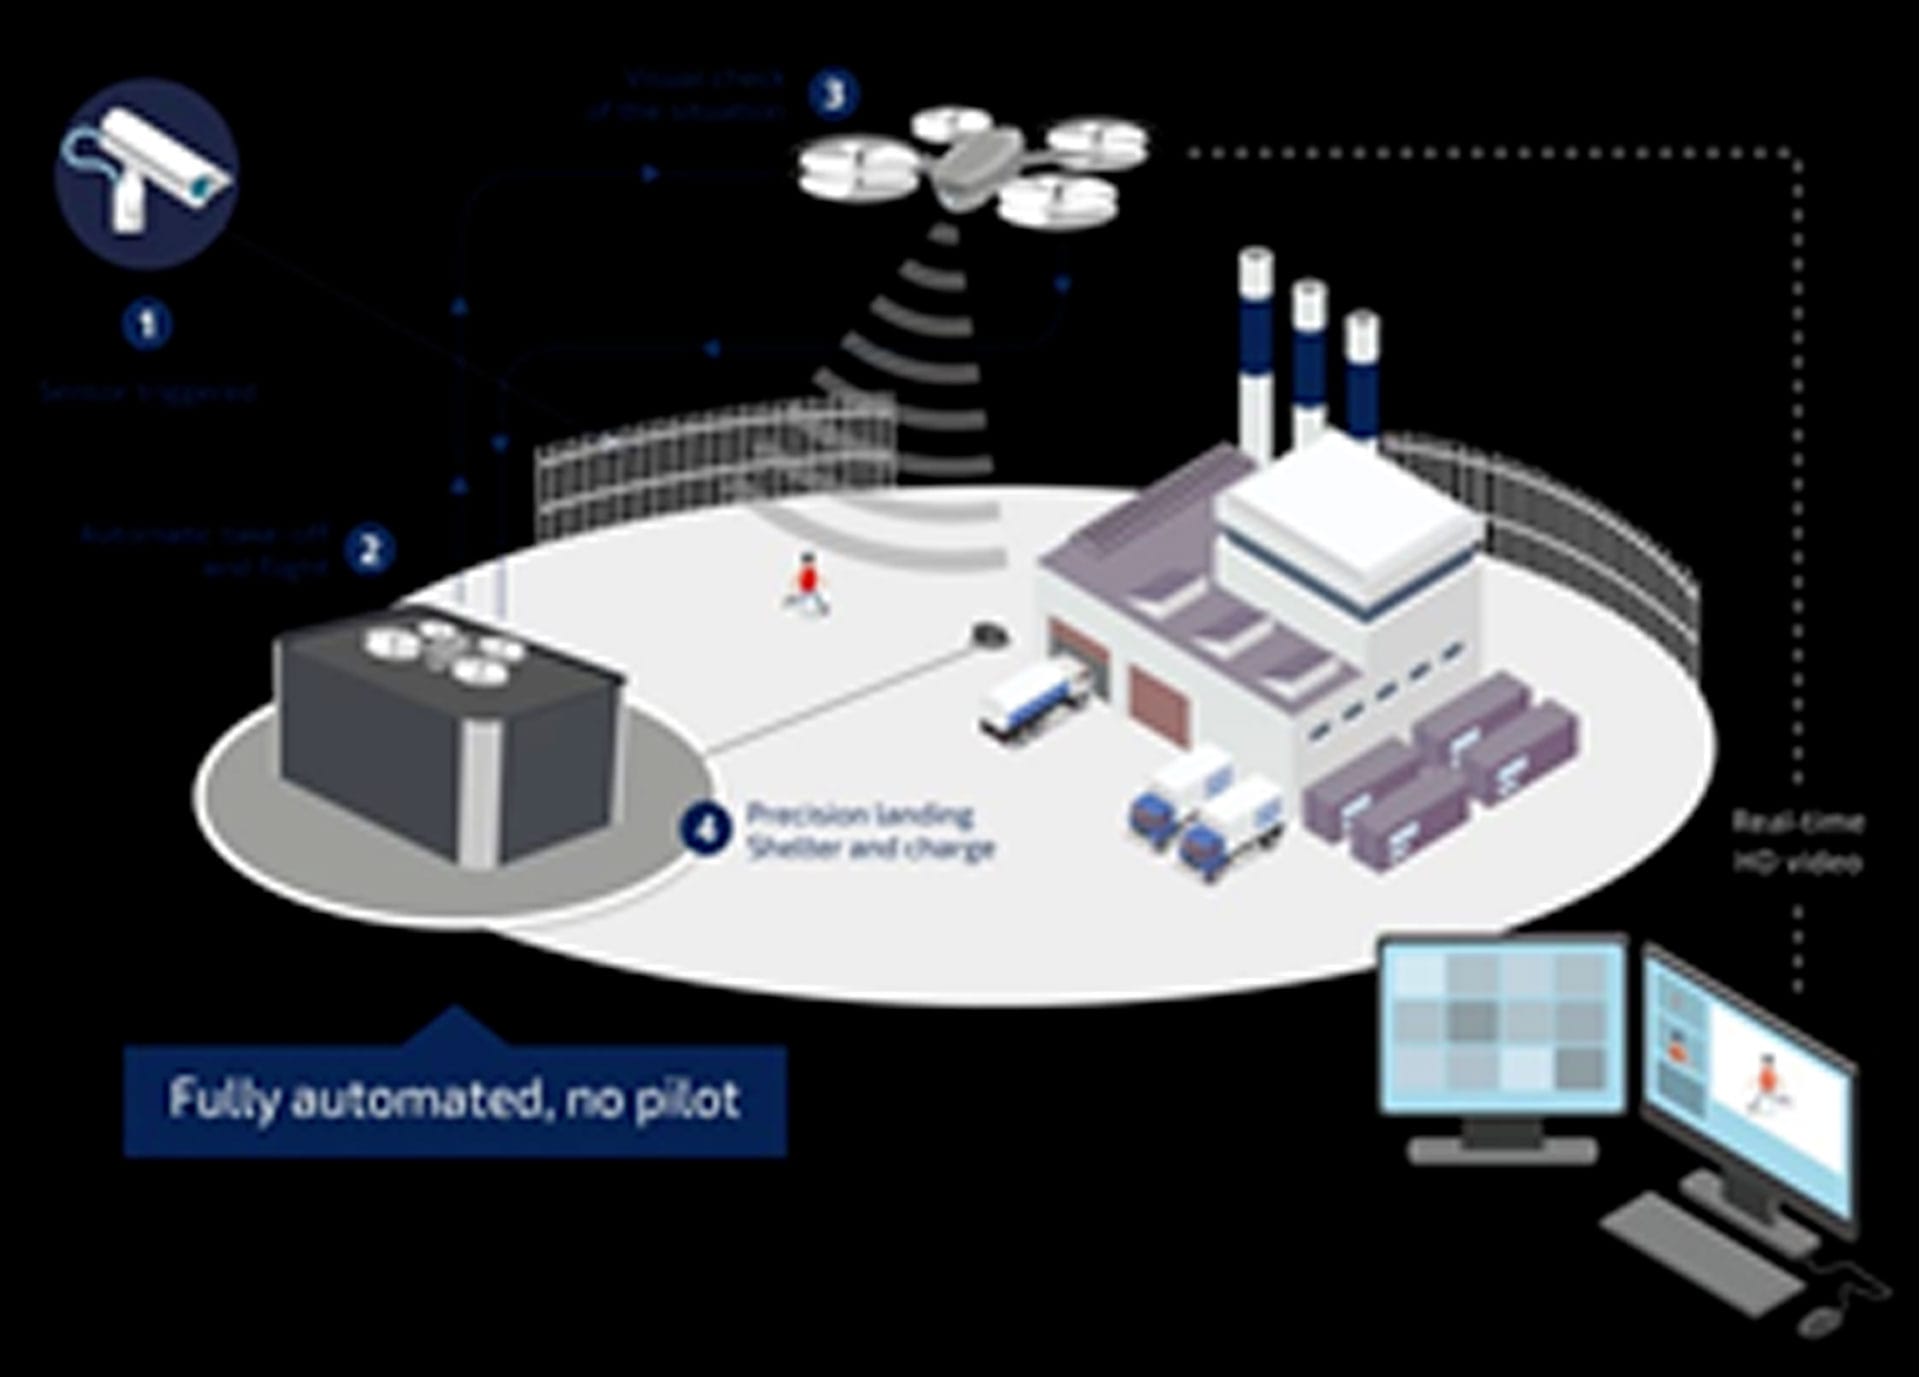 1
Sensor triggered
2
Automatic take-off
and flight
3
Visual check
of the situation
4
Precision landing
Shelter and charge
Real-time
HD video
Fully automated, no pilot